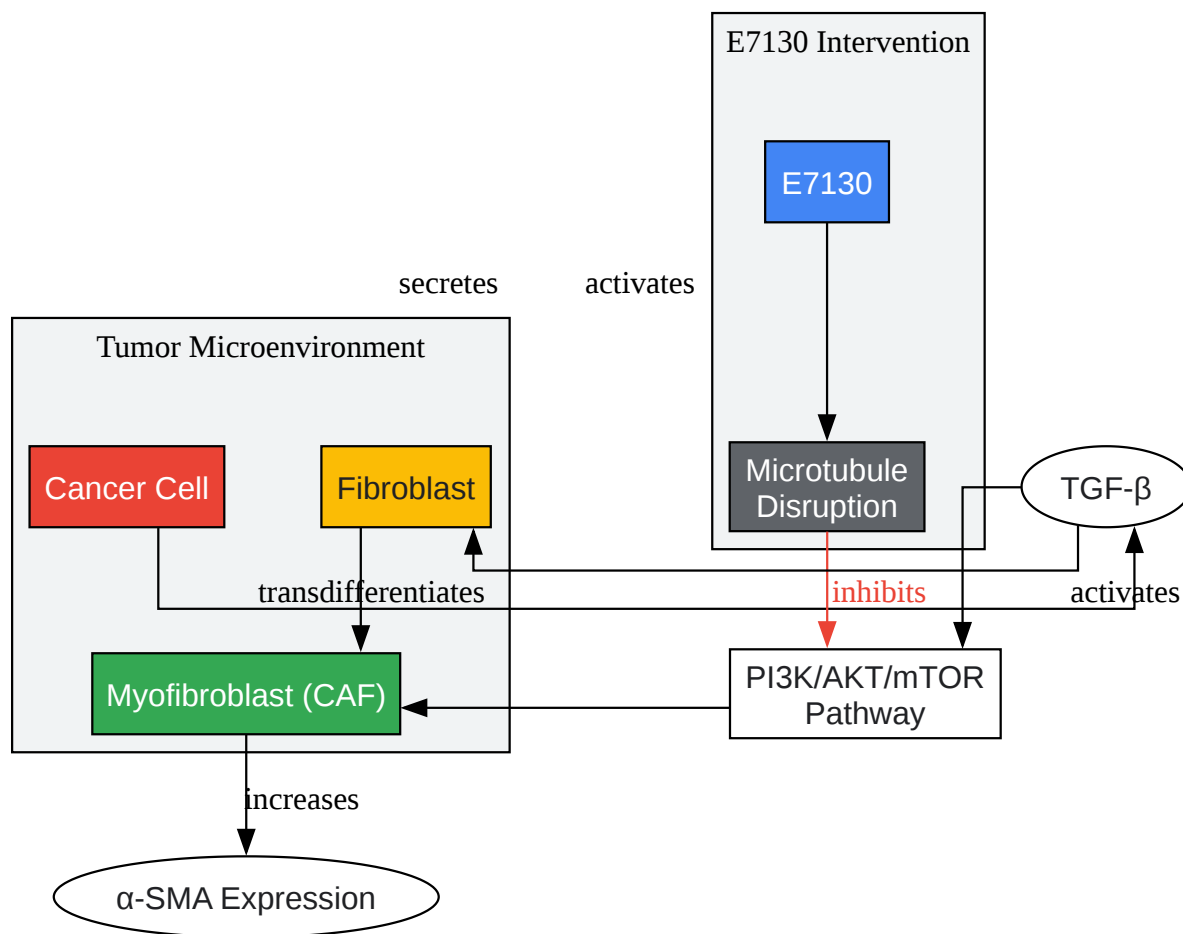 E7130 Intervention
E7130
secretes
activates
Tumor Microenvironment
Cancer Cell
Fibroblast
Microtubule
Disruption
TGF-β
transdifferentiates
inhibits
activates
Myofibroblast (CAF)
PI3K/AKT/mTOR
Pathway
increases
α-SMA Expression